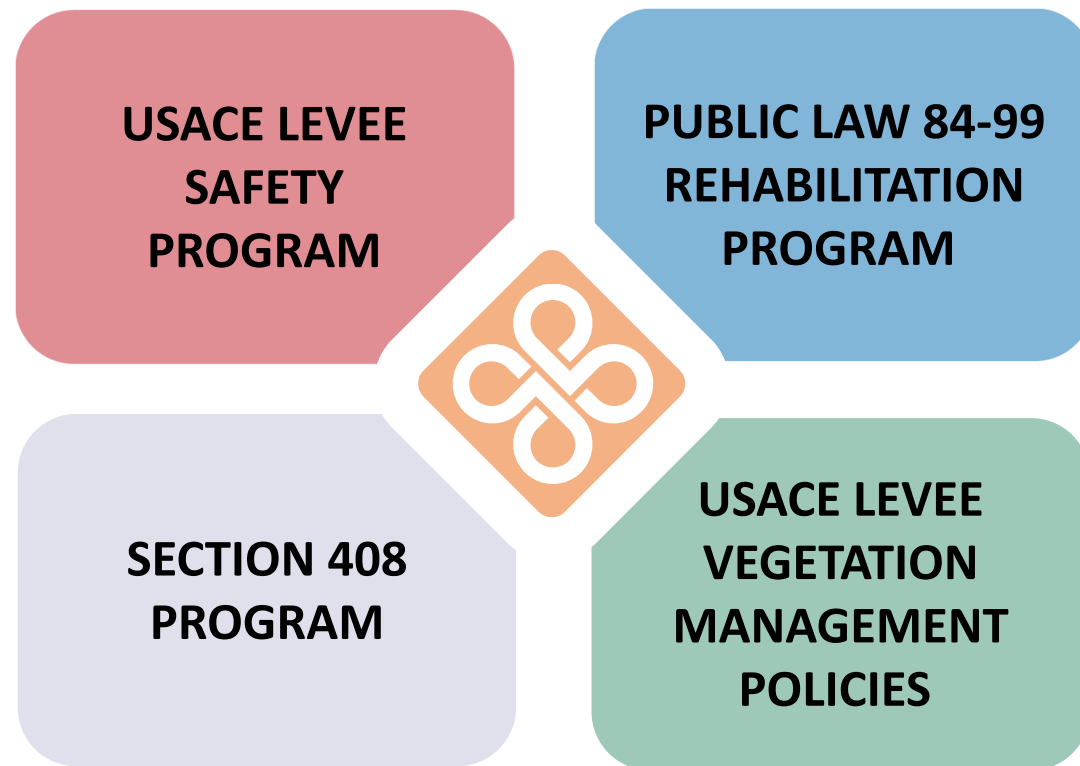 USACE LEVEE
SAFETY
PROGRAM
PUBLIC LAW 84-99
REHABILITATION
PROGRAM
SECTION 408
PROGRAM
USACE LEVEE
VEGETATION
MANAGEMENT
POLICIES